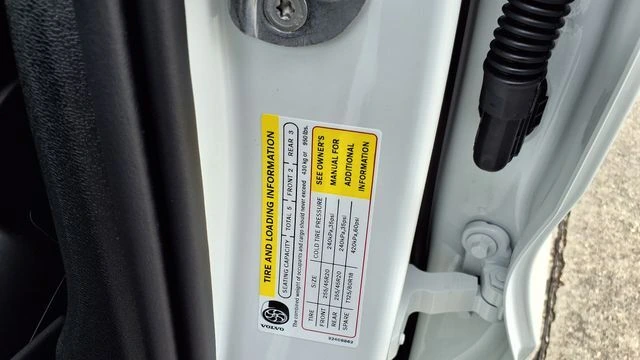 TIRE AND LOADING INFORMATION
SEATING CAPACITY TOTAL 5 FRONT 2 REAR 3
The combined weight of occupants and cargo should never exceed 430 kg or 950 lbs.
TIRE SIZE COLD TIRE PRESSURE
FRONT 255/45R20 240kPa,35psi
REAR 255/45R20 240kPa,35psi
SPARE T125/80R18 420kPa,60psi
SEE OWNER'S
MANUAL FOR
ADDITIONAL
INFORMATION
VOLVO